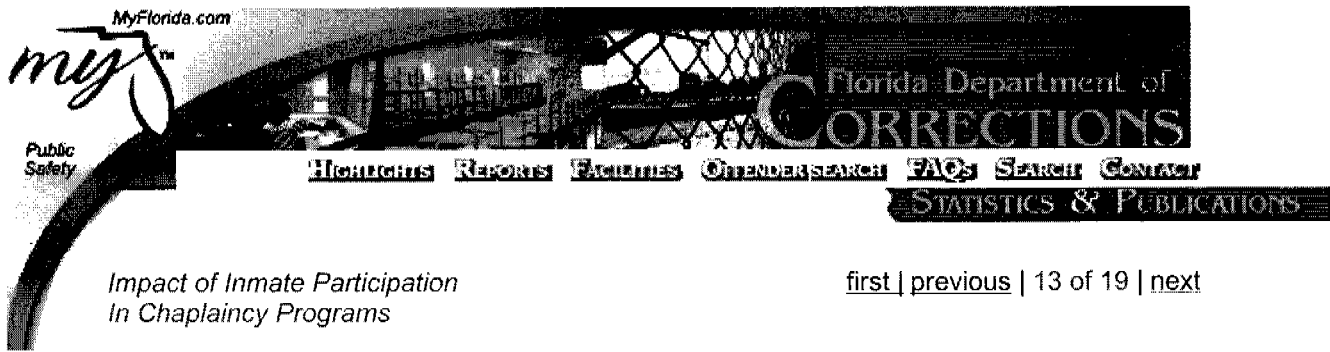 MyFlorida.com
my
TM
Florida Department of
CORRECTIONS
Public
Safety
HIGHLIGHTS REPORTS FACILITIES OFFENDER SEARCH FAQS SEARCH CONTACT
STATISTICS & PUBLICATIONS
Impact of Inmate Participation
In Chaplaincy Programs
first | previous | 13 of 19 | next